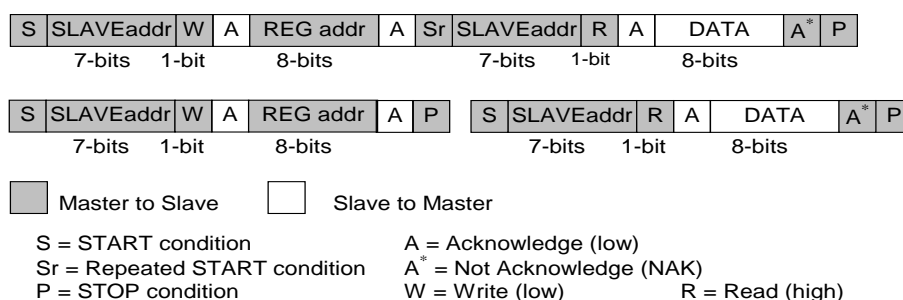 S SLAVEaddr W A REG addr A Sr SLAVEaddr R A DATA A* P
7-bits 1-bit 8-bits 7-bits 1-bit 8-bits
S SLAVEaddr W A REG addr A P S SLAVEaddr R A DATA A* P
7-bits 1-bit 8-bits 7-bits 1-bit 8-bits
Master to Slave Slave to Master
S = START condition A = Acknowledge (low)
Sr = Repeated START condition A* = Not Acknowledge (NAK)
P = STOP condition W = Write (low) R = Read (high)